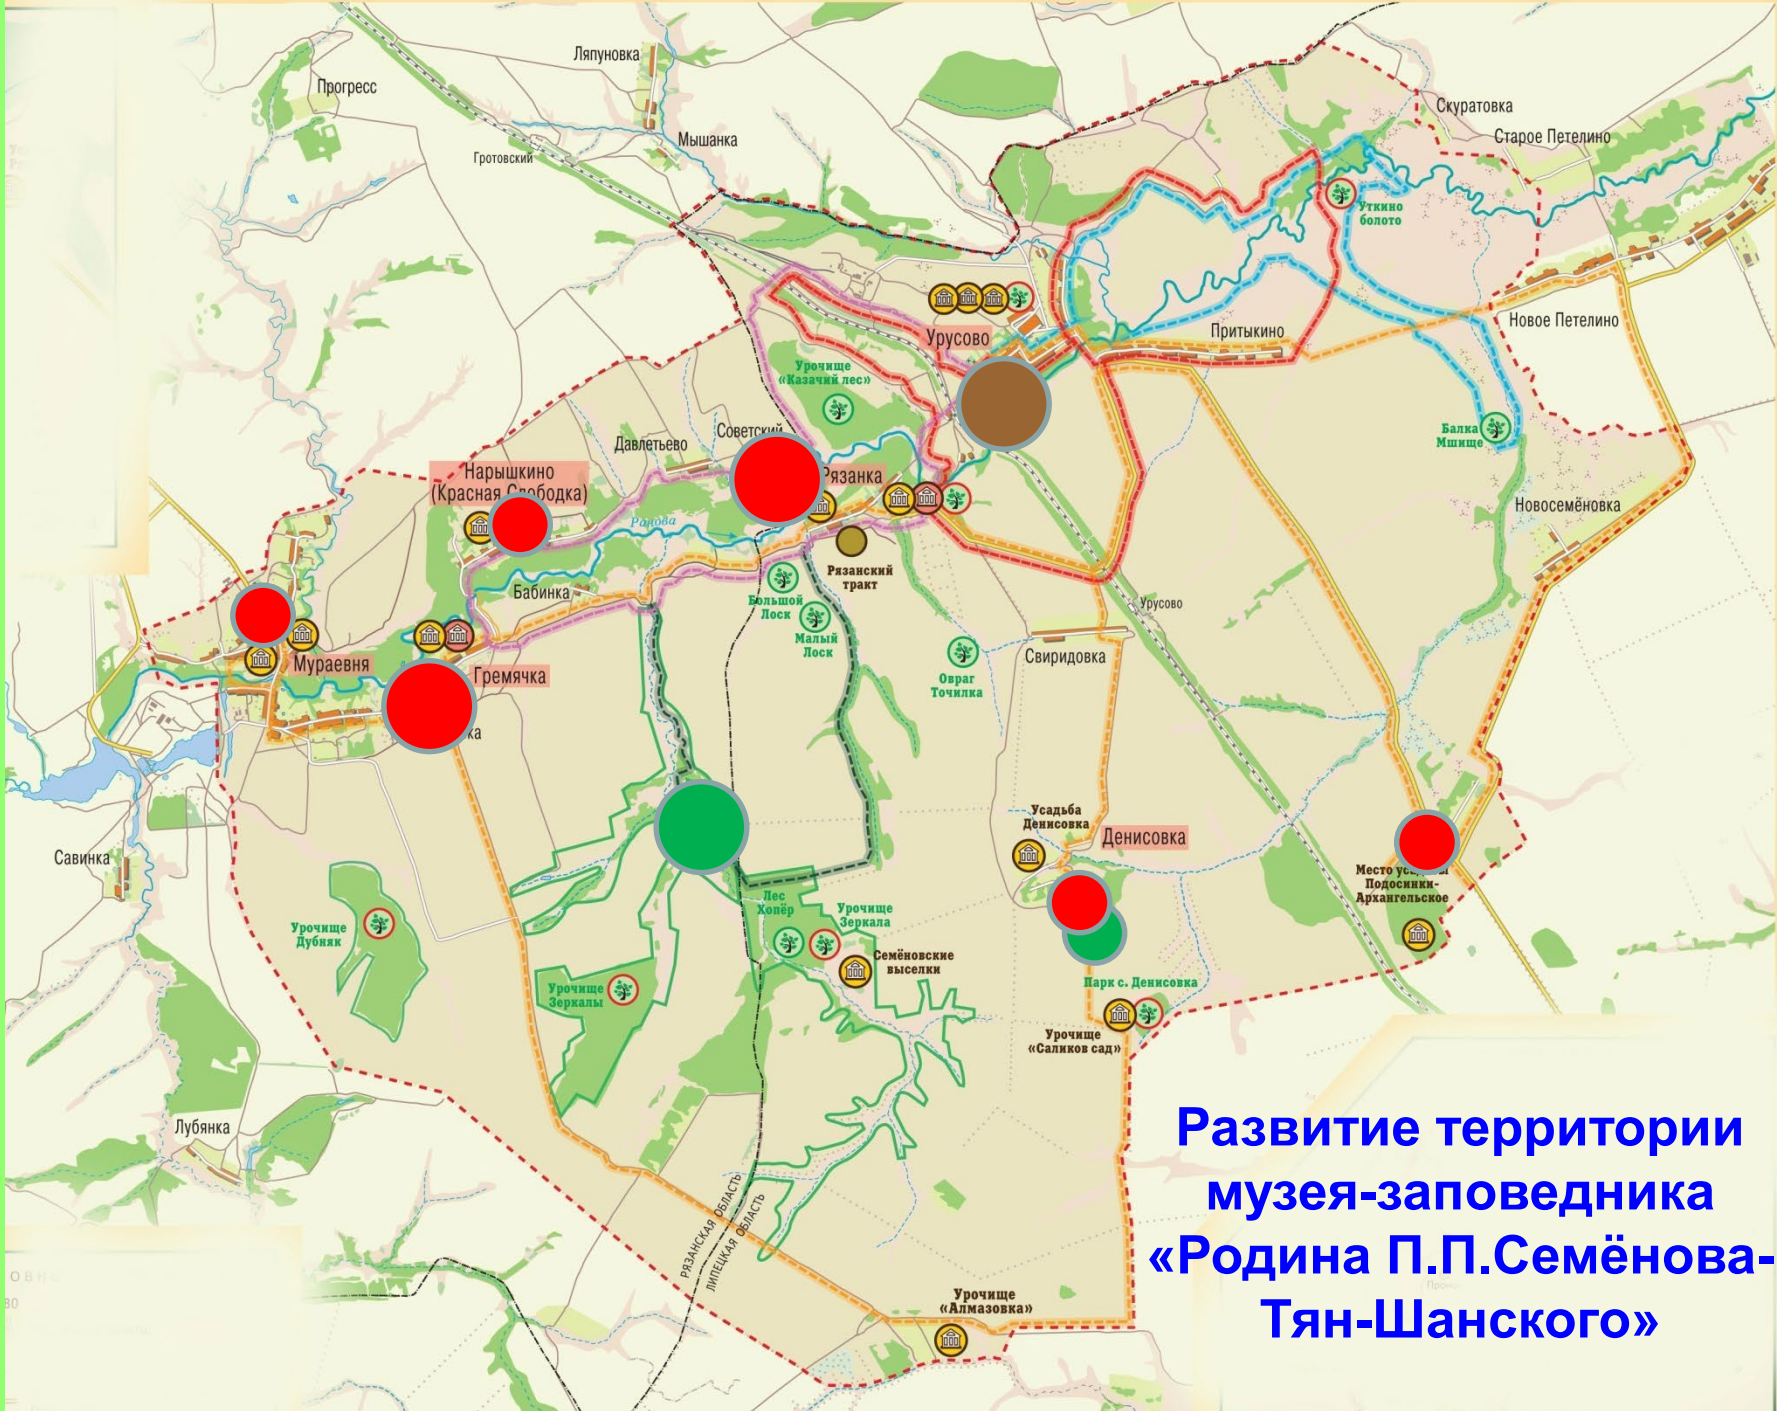 Ляпуновка
Прогресс
Мышанка
Гротовский
Скуратовка
Старое Петелино
Уткино
болото
Новое Петелино
Притыкино
Урусово
Урочище
«Казачий лес»
Балка
Мшище
Советский
Давлетьево
Нарышкино
(Красная Слободка)
Рязанка
Новосемёновка
Ранова
Рязанский
тракт
Большой
Лоск
Малый
Лоск
Бабинка
Урусово
Свиридовка
Овраг
Точилка
Мураевня
Гремячка
ка
Усадьба
Денисовка
Денисовка
Савинка
Место усадьбы
Подосинки-
Архангельское
Лес
Хопёр
Урочище
Зеркала
Урочище
Дубняк
Семёновские
выселки
Урочище
Зеркалы
Парк с. Денисовка
Урочище
«Саликов сад»
Лубянка
РЯЗАНСКАЯ ОБЛАСТЬ
ЛИПЕЦКАЯ ОБЛАСТЬ
Урочище
«Алмазовка»
Развитие территории
музея-заповедника
«Родина П.П.Семёнова-
Тян-Шанского»